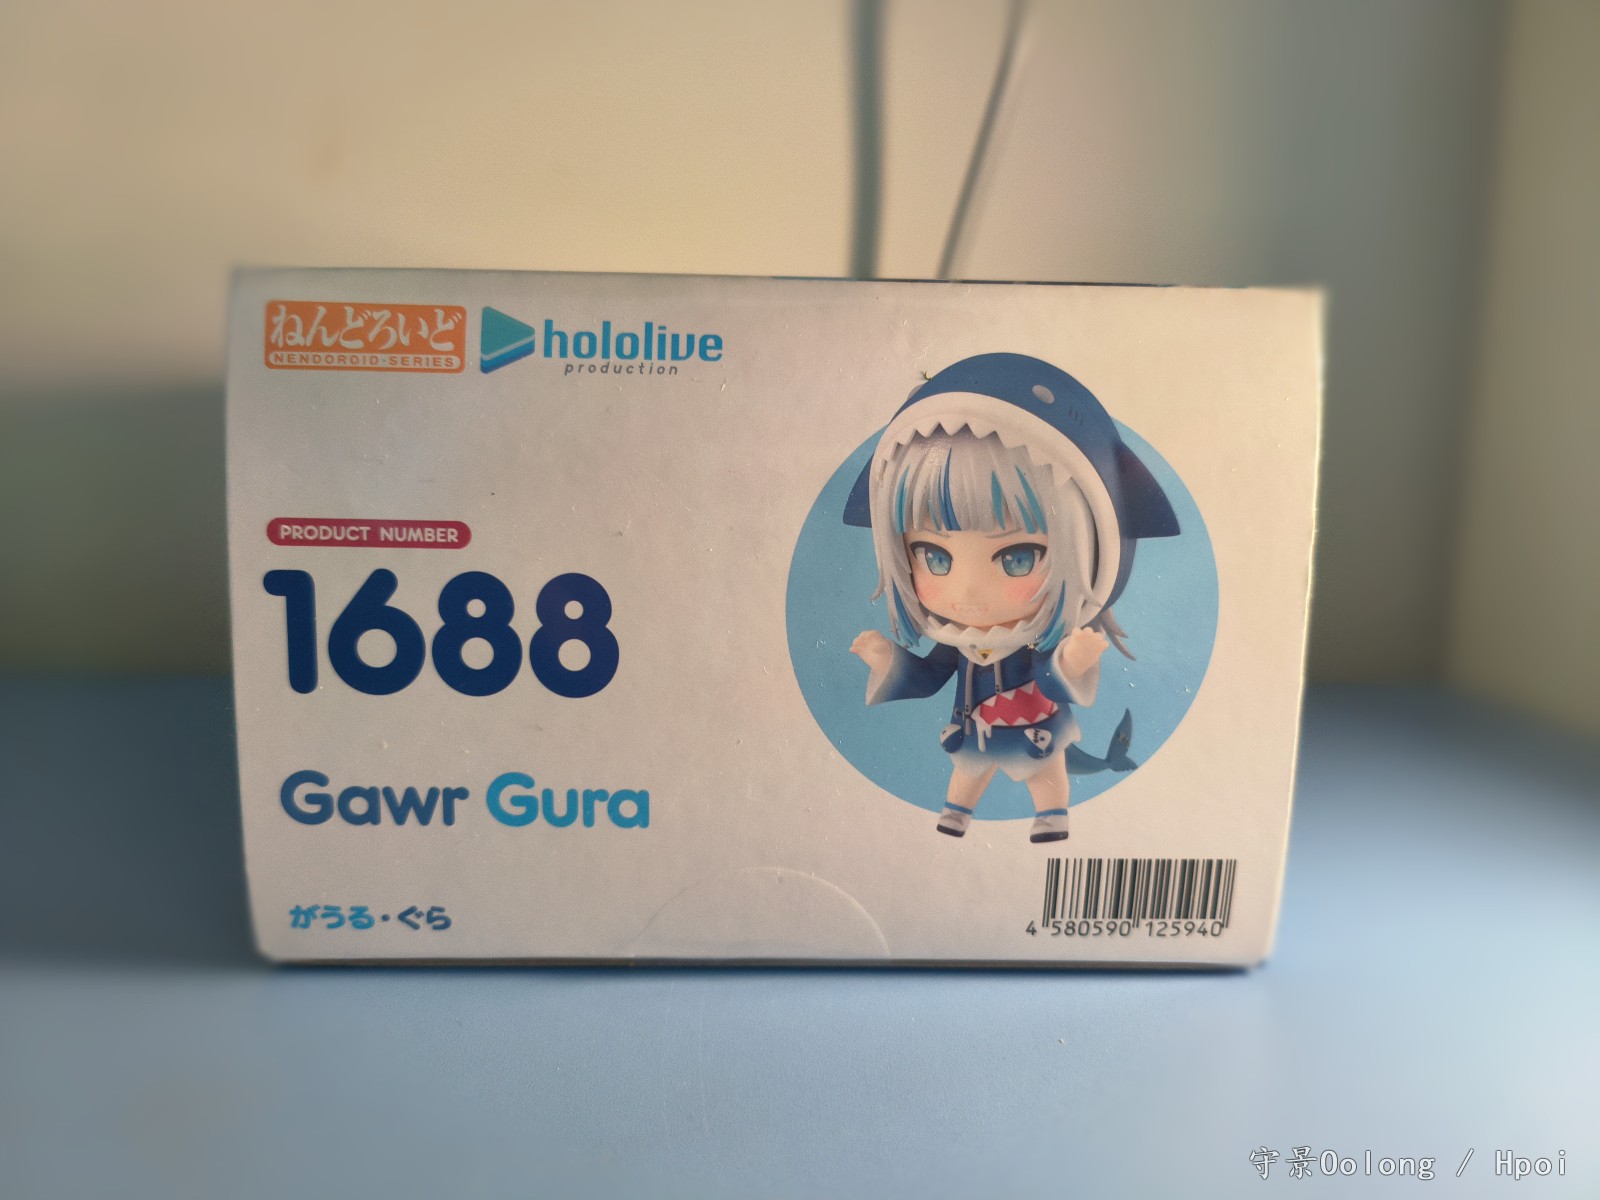 ねんどろいど
NENDOROID-SERIES
hololive
production
PRODUCT NUMBER
1688
Gawr Gura
がうる・ぐら
4 580590 125940
守景Oolong / Hpoi